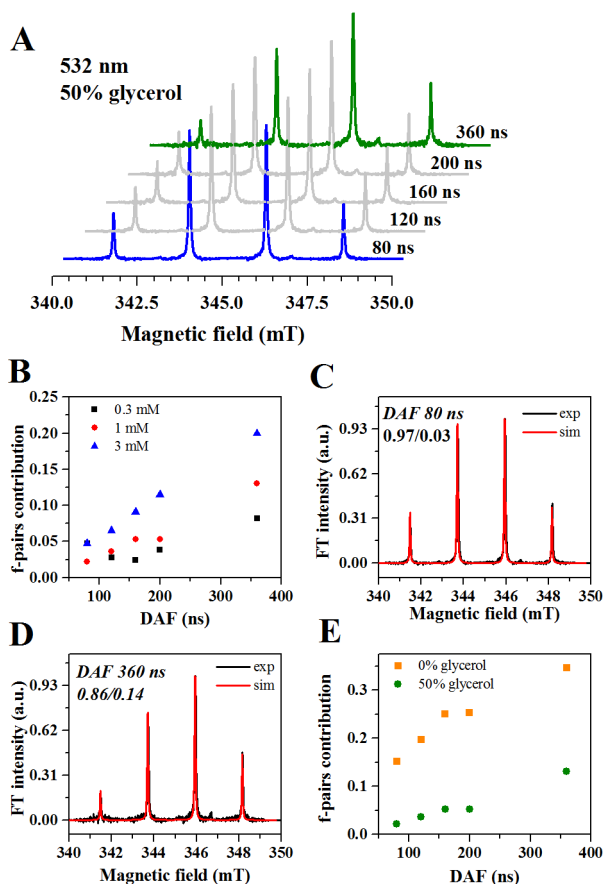 A
532 nm
50% glycerol
360 ns
200 ns
160 ns
120 ns
80 ns
340.0 342.5 345.0 347.5 350.0
Magnetic field (mT)
B
0.25
0.20
0.15
0.10
0.05
0.00
0.3 mM
1 mM
3 mM
f-pairs contribution
100 200 300 400
DAF (ns)
C
DAF 80 ns
0.97/0.03
exp
sim
0.93
0.62
0.31
0.00
FT intensity (a.u.)
340 342 344 346 348 350
Magnetic field (mT)
D
DAF 360 ns
0.86/0.14
exp
sim
0.93
0.62
0.31
0.00
FT intensity (a.u.)
340 342 344 346 348 350
Magnetic field (mT)
E
0% glycerol
50% glycerol
0.3
0.2
0.1
0.0
f-pairs contribution
100 200 300 400
DAF (ns)